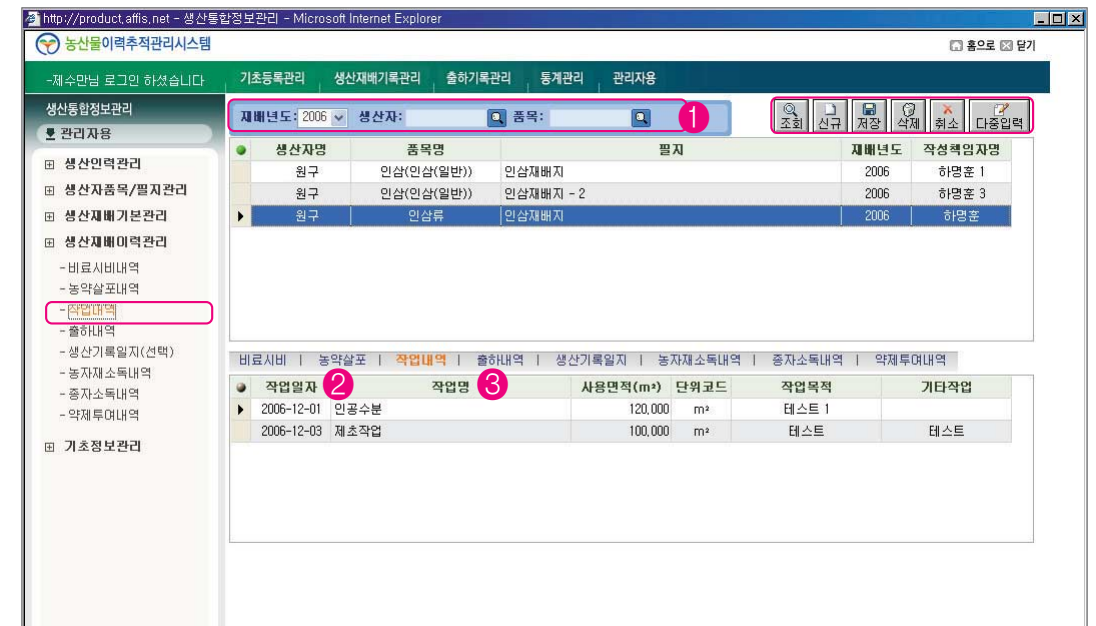 http://product.affis.net - 생산통합정보관리 - Microsoft Internet Explorer
농산물이력추적관리시스템
홈으로 닫기
-제수만님 로그인 하셨습니다
기초등록관리 생산재배기록관리 출하기록관리 통계관리 관리자용
생산통합정보관리
관리자용
재배년도: 2006 생산자: 품목: 1
조회 신규 저장 삭제 취소 다중입력
생산자명 품목명 필지 재배년도 작성책임자명
원구 인삼(인삼(일반)) 인삼재배지 2006 하명훈 1
원구 인삼(인삼(일반)) 인삼재배지 - 2 2006 하명훈 3
원구 인삼류 인삼재배지 2006 하명훈
생산인력관리
생산자품목/필지관리
생산재배기본관리
생산재배이력관리
- 비료시비내역
- 농약살포내역
- 작업내역
- 출하내역
- 생산기록일지(선택)
- 농자재소독내역
- 종자소독내역
- 약제투여내역
기초정보관리
비료시비 | 농약살포 | 작업내역 | 출하내역 | 생산기록일지 | 농자재소독내역 | 종자소독내역 | 약제투여내역
작업일자 2 작업명 3 사용면적(m²) 단위코드 작업목적 기타작업
2006-12-01 인공수분 120,000 m² 테스트 1
2006-12-03 제초작업 100,000 m² 테스트 테스트